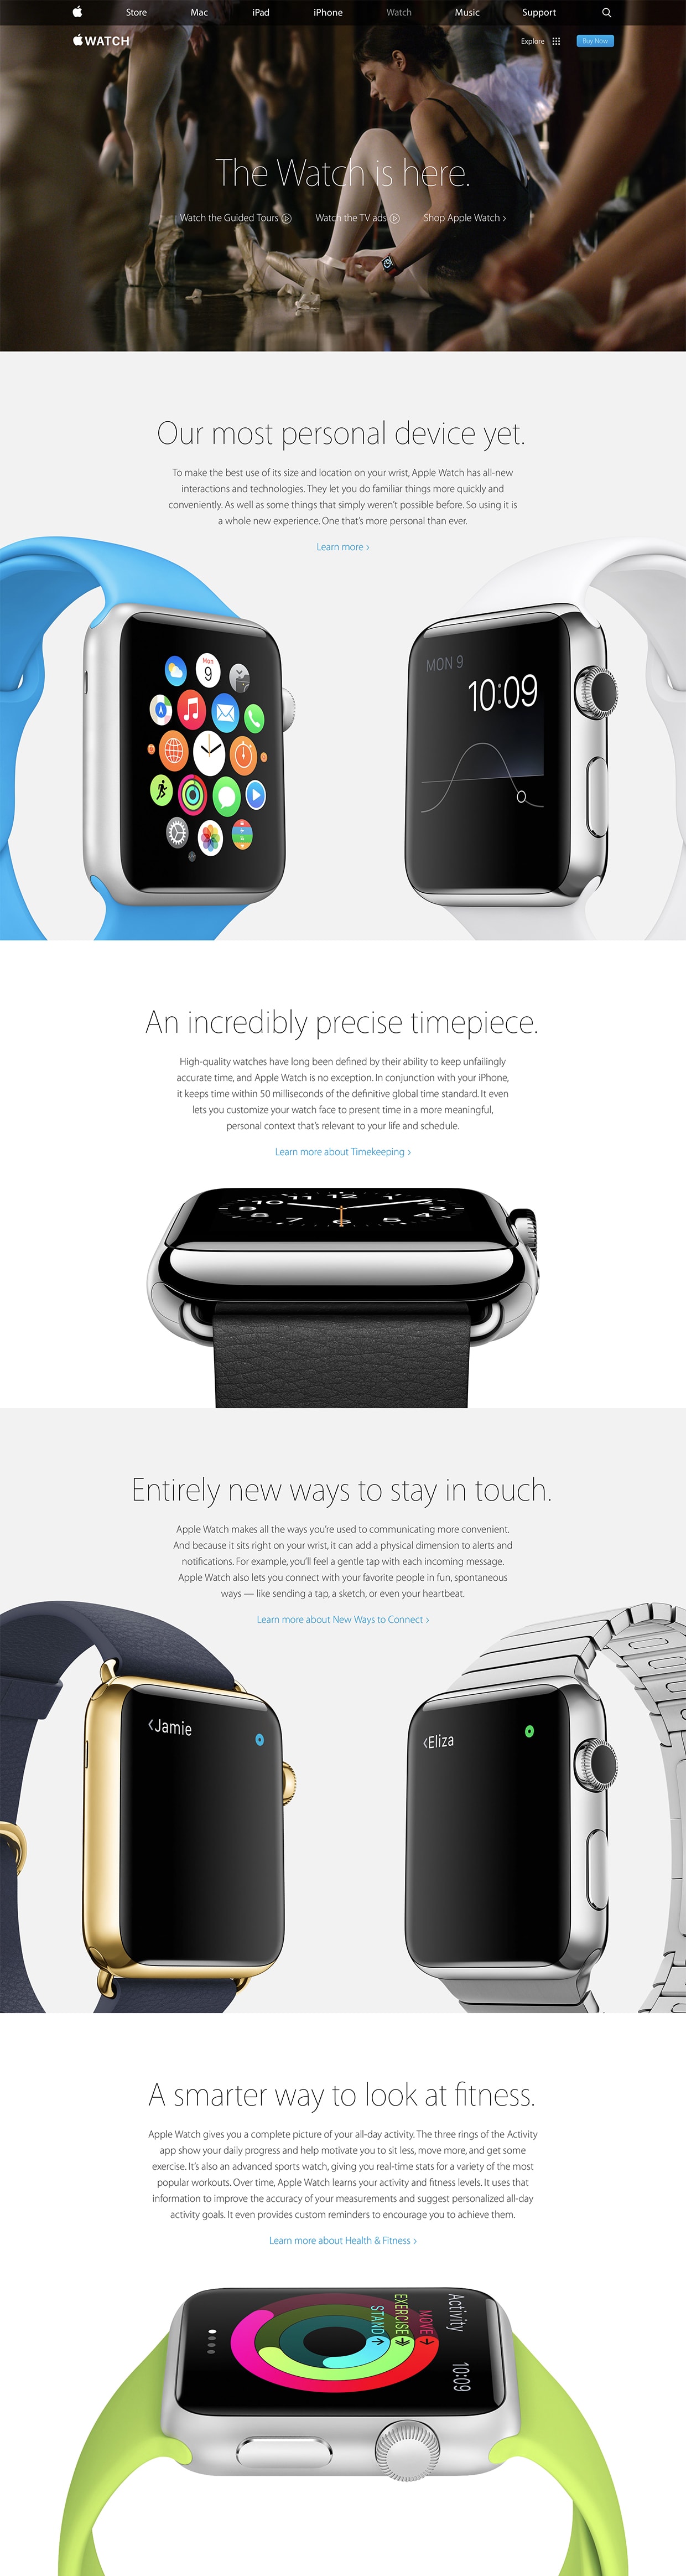 Store Mac iPad iPhone Watch Music Support
WATCH Explore Buy Now
The Watch is here.
Watch the Guided Tours Watch the TV ads Shop Apple Watch ›
Our most personal device yet.
To make the best use of its size and location on your wrist, Apple Watch has all-new
interactions and technologies. They let you do familiar things more quickly and
conveniently. As well as some things that simply weren’t possible before. So using it is
a whole new experience. One that’s more personal than ever.
Learn more ›
Mon
9
MON 9
10:09
An incredibly precise timepiece.
High-quality watches have long been defined by their ability to keep unfailingly
accurate time, and Apple Watch is no exception. In conjunction with your iPhone,
it keeps time within 50 milliseconds of the definitive global time standard. It even
lets you customize your watch face to present time in a more meaningful,
personal context that’s relevant to your life and schedule.
Learn more about Timekeeping ›
11 12 1
10 2
9 3
8 4
7 6 5
Entirely new ways to stay in touch.
Apple Watch makes all the ways you’re used to communicating more convenient.
And because it sits right on your wrist, it can add a physical dimension to alerts and
notifications. For example, you’ll feel a gentle tap with each incoming message.
Apple Watch also lets you connect with your favorite people in fun, spontaneous
ways — like sending a tap, a sketch, or even your heartbeat.
Learn more about New Ways to Connect ›
‹Jamie
‹Eliza
A smarter way to look at fitness.
Apple Watch gives you a complete picture of your all-day activity. The three rings of the Activity
app show your daily progress and help motivate you to sit less, move more, and get some
exercise. It’s also an advanced sports watch, giving you real-time stats for a variety of the most
popular workouts. Over time, Apple Watch learns your activity and fitness levels. It uses that
information to improve the accuracy of your measurements and suggest personalized all-day
activity goals. It even provides custom reminders to encourage you to achieve them.
Learn more about Health & Fitness ›
Activity 10:09
MOVE
EXERCISE
STAND